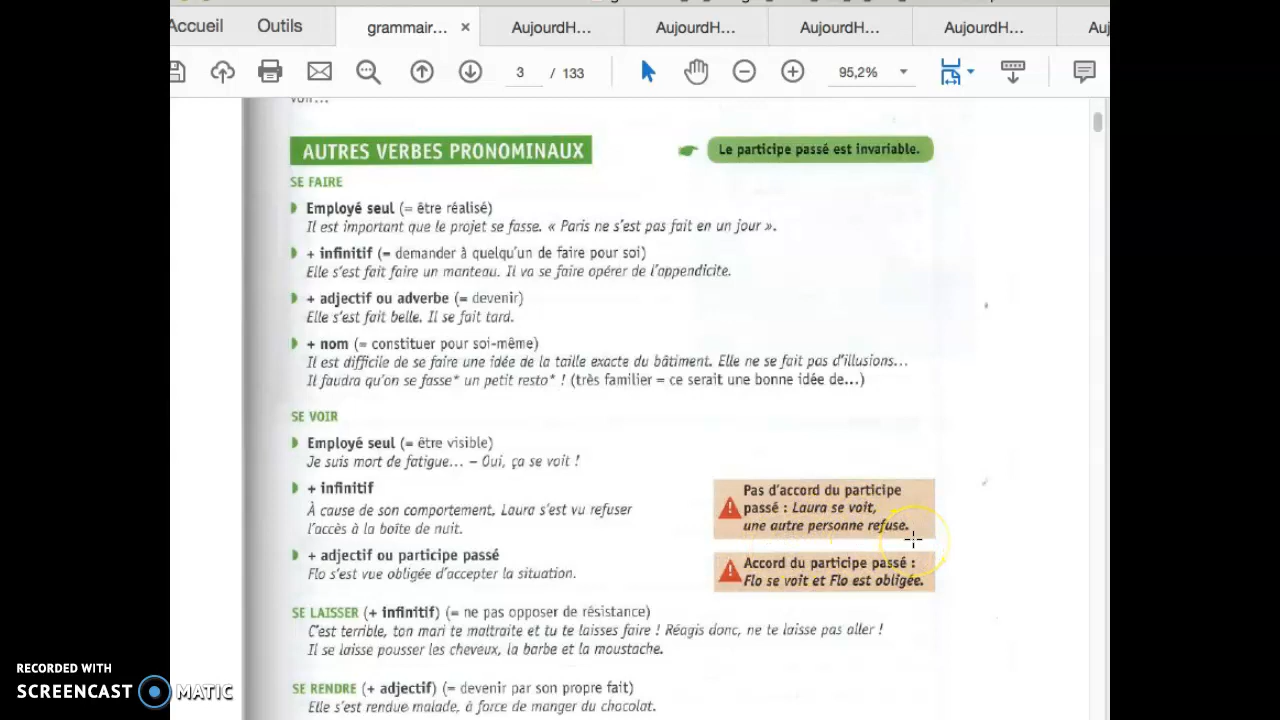 Accueil Outils grammair... × AujourdH... AujourdH... AujourdH... AujourdH...
3 / 133 95,2%
voir...
AUTRES VERBES PRONOMINAUX
Le participe passé est invariable.
SE FAIRE
Employé seul (= être réalisé)
Il est important que le projet se fasse. « Paris ne s'est pas fait en un jour ».
+ infinitif (= demander à quelqu'un de faire pour soi)
Elle s'est fait faire un manteau. Il va se faire opérer de l'appendicite.
+ adjectif ou adverbe (= devenir)
Elle s'est fait belle. Il se fait tard.
+ nom (= constituer pour soi-même)
Il est difficile de se faire une idée de la taille exacte du bâtiment. Elle ne se fait pas d'illusions...
Il faudra qu'on se fasse* un petit resto* ! (très familier = ce serait une bonne idée de...)
SE VOIR
Employé seul (= être visible)
Je suis mort de fatigue... – Oui, ça se voit !
+ infinitif
À cause de son comportement, Laura s'est vu refuser
l'accès à la boîte de nuit.
Pas d'accord du participe
passé : Laura se voit,
une autre personne refuse.
+ adjectif ou participe passé
Flo s'est vue obligée d'accepter la situation.
Accord du participe passé :
Flo se voit et Flo est obligée.
SE LAISSER (+ infinitif) (= ne pas opposer de résistance)
C'est terrible, ton mari te maltraite et tu te laisses faire ! Réagis donc, ne te laisse pas aller !
Il se laisse pousser les cheveux, la barbe et la moustache.
SE RENDRE (+ adjectif) (= devenir par son propre fait)
Elle s'est rendue malade, à force de manger du chocolat.
RECORDED WITH
SCREENCAST MATIC